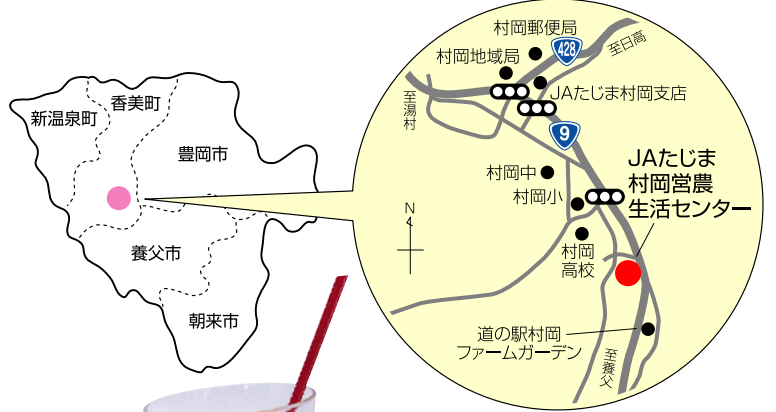 香美町
新温泉町
豊岡市
養父市
朝来市
村岡郵便局
428
至日高
村岡地域局
JAたじま村岡支店
至湯村
9
JAたじま
村岡営農
生活センター
村岡中
村岡小
N
村岡
高校
道の駅村岡
ファームガーデン
至養父